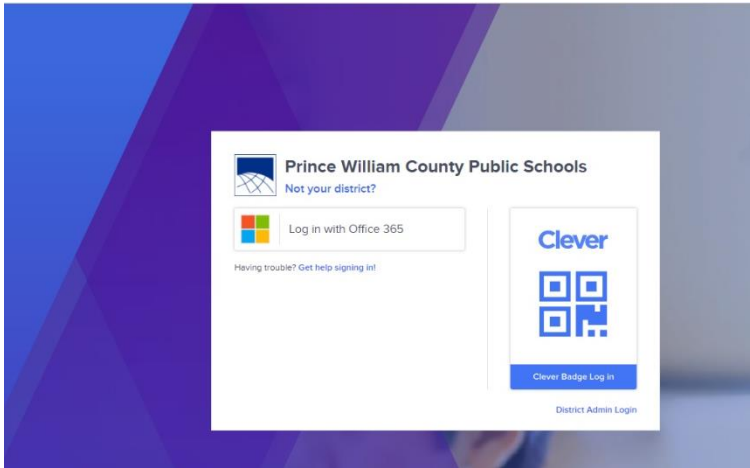 Prince William County Public Schools
Not your district?
Log in with Office 365
Having trouble? Get help signing in!
Clever
Clever Badge Log in
District Admin Login